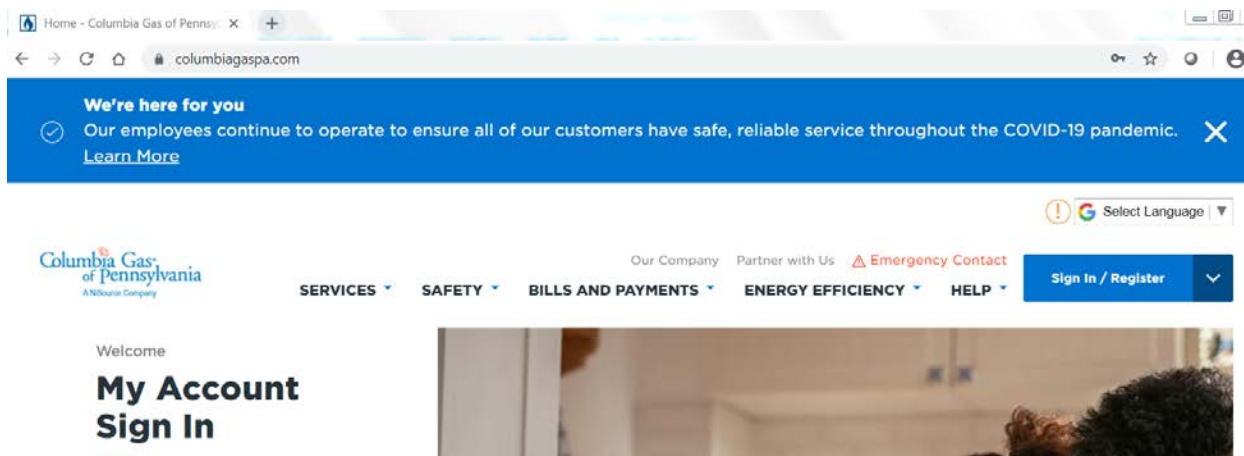 Home - Columbia Gas of Pennsy
columbiagaspa.com
We're here for you
Our employees continue to operate to ensure all of our customers have safe, reliable service throughout the COVID-19 pandemic.
Learn More
Select Language
Our Company Partner with Us Emergency Contact
Columbia Gas
of Pennsylvania
A NiSource Company
SERVICES SAFETY BILLS AND PAYMENTS ENERGY EFFICIENCY HELP
Sign In / Register
Welcome
My Account
Sign In